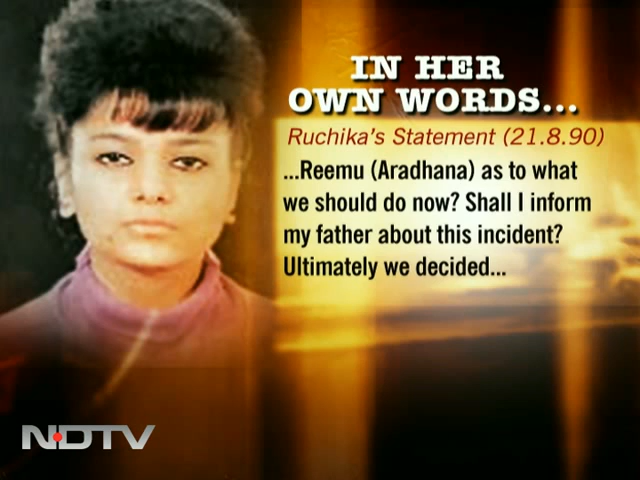 IN HER
OWN WORDS...
Ruchika's Statement (21.8.90)
...Reemu (Aradhana) as to what
we should do now? Shall I inform
my father about this incident?
Ultimately we decided...
NDTV